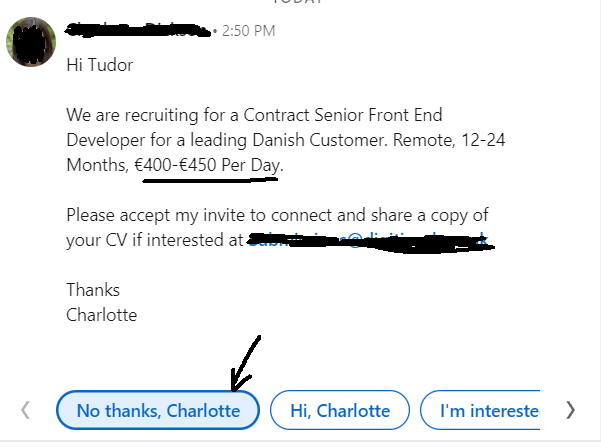 TODAY
• 2:50 PM
Hi Tudor
We are recruiting for a Contract Senior Front End
Developer for a leading Danish Customer. Remote, 12-24
Months, €400-€450 Per Day.
Please accept my invite to connect and share a copy of
your CV if interested at
Thanks
Charlotte
No thanks, Charlotte
Hi, Charlotte
I'm intereste